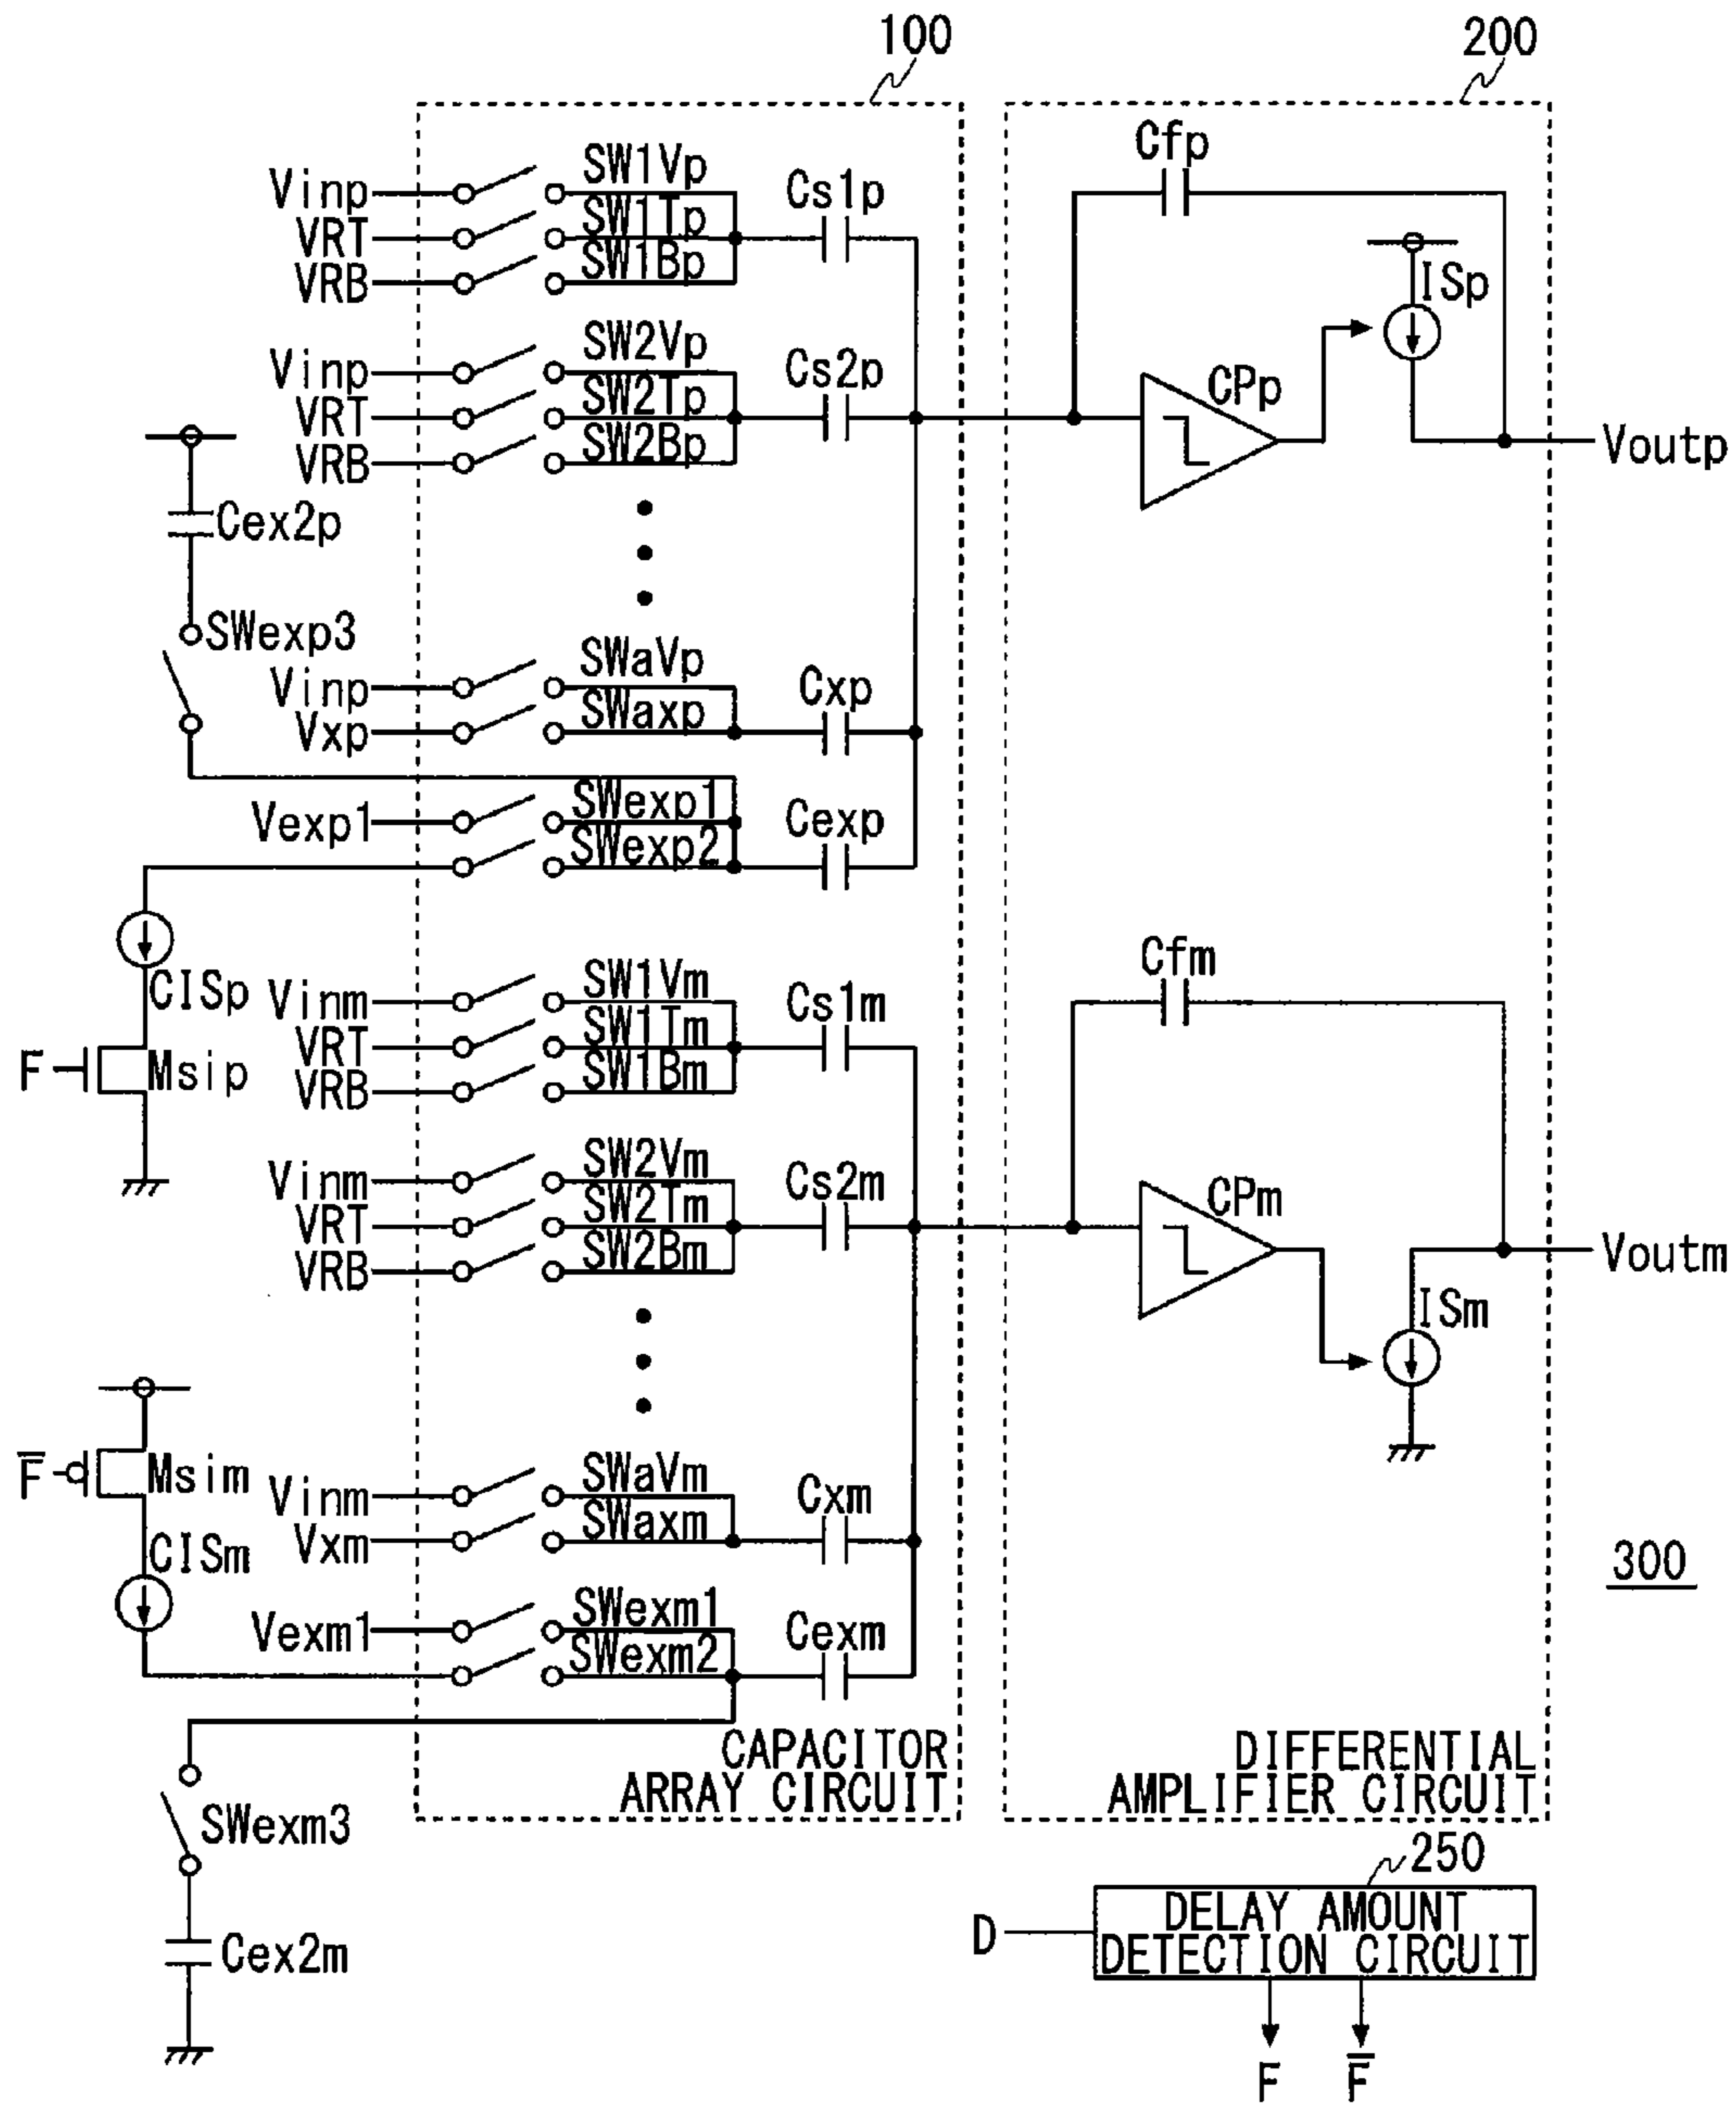 100
200
Vinp
SW1Vp
VRT
SW1Tp
VRB
SW1Bp
Cs1p
Cfp
ISp
Vinp
SW2Vp
VRT
SW2Tp
VRB
SW2Bp
Cs2p
CPp
Voutp
Cex2p
SWexp3
Vinp
SWaVp
Vxp
SWaxp
Cxp
Vexp1
SWexp1
SWexp2
Cexp
CISp
F
Msip
Vinm
SW1Vm
VRT
SW1Tm
VRB
SW1Bm
Cs1m
Cfm
Vinm
SW2Vm
VRT
SW2Tm
VRB
SW2Bm
Cs2m
CPm
Voutm
ISm
F̅
Msim
CISm
Vinm
SWaVm
Vxm
SWaxm
Cxm
300
Vexm1
SWexm1
SWexm2
Cexm
CAPACITOR
ARRAY CIRCUIT
DIFFERENTIAL
AMPLIFIER CIRCUIT
SWexm3
Cex2m
250
D
DELAY AMOUNT
DETECTION CIRCUIT
F
F̅